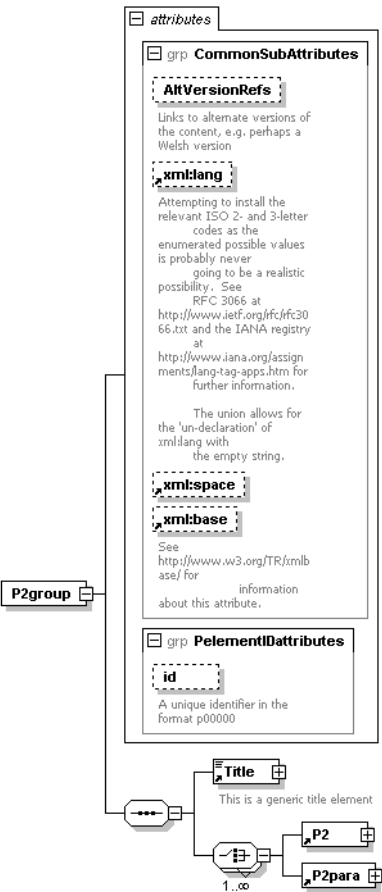 attributes
grp CommonSubAttributes
AltVersionRefs
Links to alternate versions of
the content, e.g. perhaps a
Welsh version
xml:lang
Attempting to install the
relevant ISO 2- and 3-letter
codes as the
enumerated possible values
is probably never
going to be a realistic
possibility. See
RFC 3066 at
http://www.ietf.org/rfc/rfc30
66.txt and the IANA registry
at
http://www.iana.org/assign
ments/lang-tag-apps.htm for
further information.
The union allows for
the 'un-declaration' of
xml:lang with
the empty string.
xml:space
xml:base
See
http://www.w3.org/TR/xmlb
ase/ for
information
about this attribute.
P2group
grp PelementIDattributes
id
A unique identifier in the
format p00000
Title
This is a generic title element
P2
1..∞
P2para